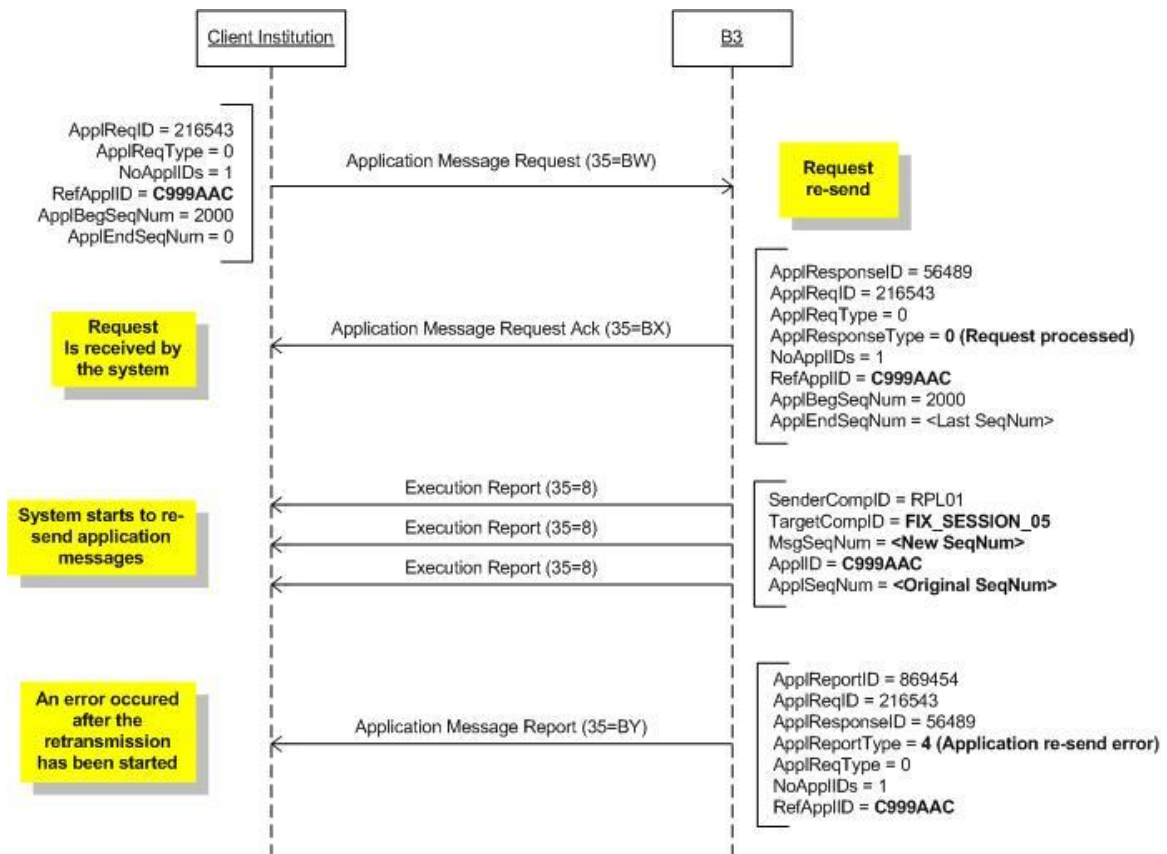 Client Institution
B3
ApplReqID = 216543
ApplReqType = 0
NoApplIDs = 1
RefApplID = C999AAC
ApplBegSeqNum = 2000
ApplEndSeqNum = 0
Application Message Request (35=BW)
Request
re-send
Request
Is received by
the system
Application Message Request Ack (35=BX)
ApplResponseID = 56489
ApplReqID = 216543
ApplReqType = 0
ApplResponseType = 0 (Request processed)
NoApplIDs = 1
RefApplID = C999AAC
ApplBegSeqNum = 2000
ApplEndSeqNum = <Last SeqNum>
System starts to re-
send application
messages
Execution Report (35=8)
Execution Report (35=8)
Execution Report (35=8)
SenderCompID = RPL01
TargetCompID = FIX_SESSION_05
MsgSeqNum = <New SeqNum>
ApplID = C999AAC
ApplSeqNum = <Original SeqNum>
An error occured
after the
retransmission
has been started
Application Message Report (35=BY)
ApplReportID = 869454
ApplReqID = 216543
ApplResponseID = 56489
ApplReportType = 4 (Application re-send error)
ApplReqType = 0
NoApplIDs = 1
RefApplID = C999AAC